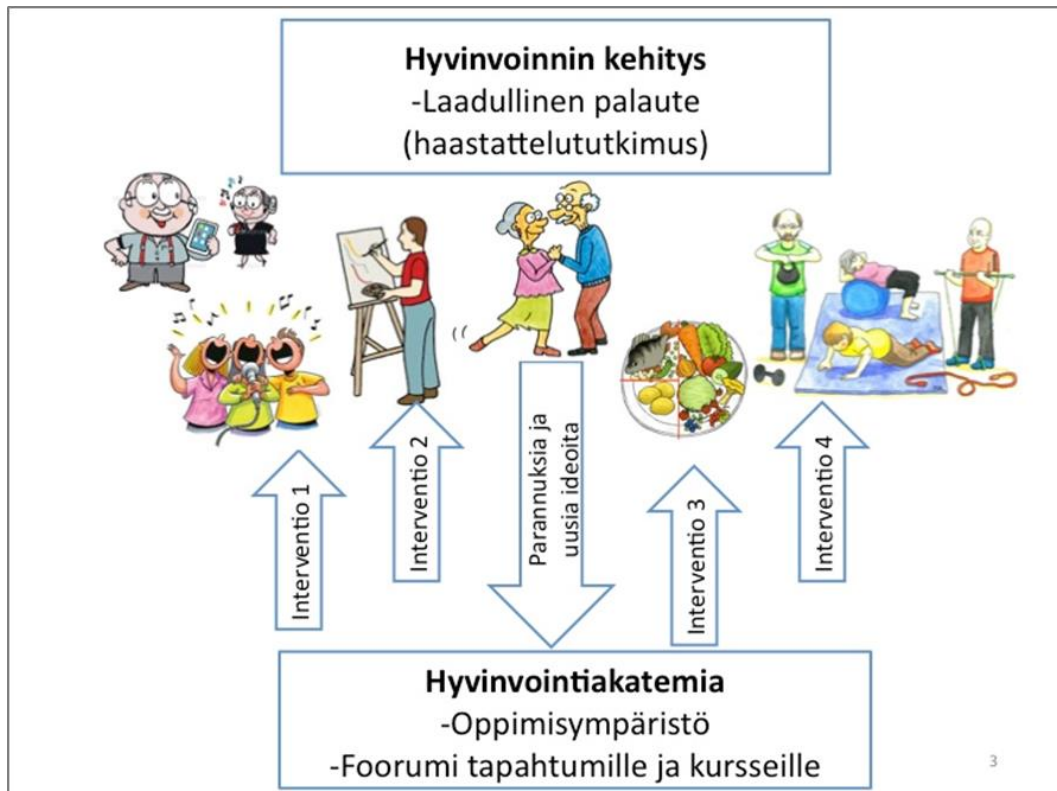 Hyvinvoinnin kehitys
-Laadullinen palaute
(haastattelututkimus)
Interventio 1
Interventio 2
Parannuksia ja
uusia ideoita
Interventio 3
Interventio 4
Hyvinvointiakatemia
-Oppimisympäristö
-Foorumi tapahtumille ja kursseille
3